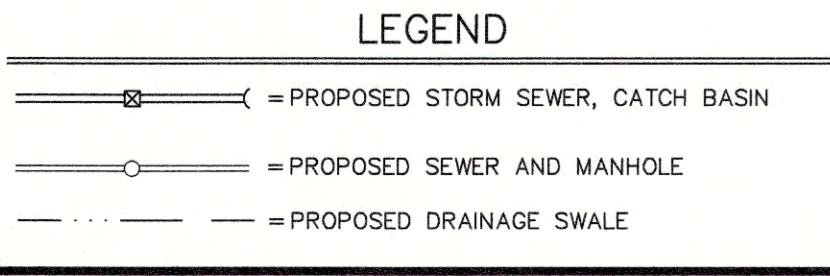 LEGEND
= PROPOSED STORM SEWER, CATCH BASIN
= PROPOSED SEWER AND MANHOLE
= PROPOSED DRAINAGE SWALE